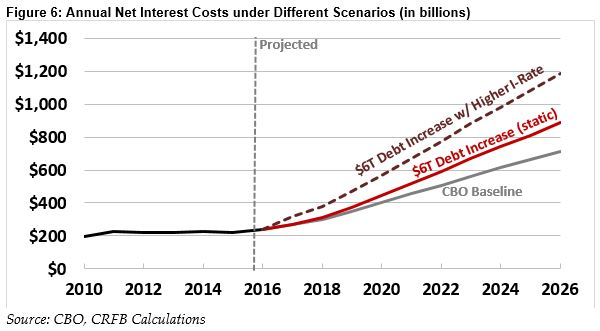 Figure 6: Annual Net Interest Costs under Different Scenarios (in billions)
$1,400
Projected
$1,200
$1,000
$800
$600
$400
$200
$0
$6T Debt Increase w/ Higher I-Rate
$6T Debt Increase (static)
CBO Baseline
2010 2012 2014 2016 2018 2020 2022 2024 2026
Source: CBO, CRFB Calculations